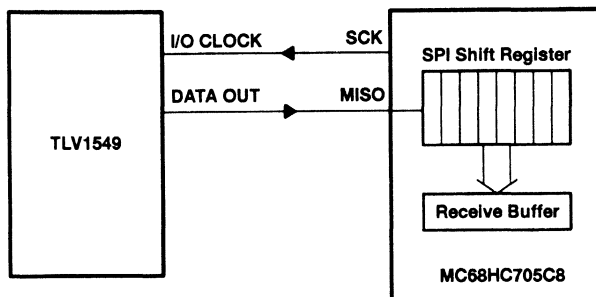 I/O CLOCK
SCK
SPI Shift Register
DATA OUT
MISO
TLV1549
Receive Buffer
MC68HC705C8